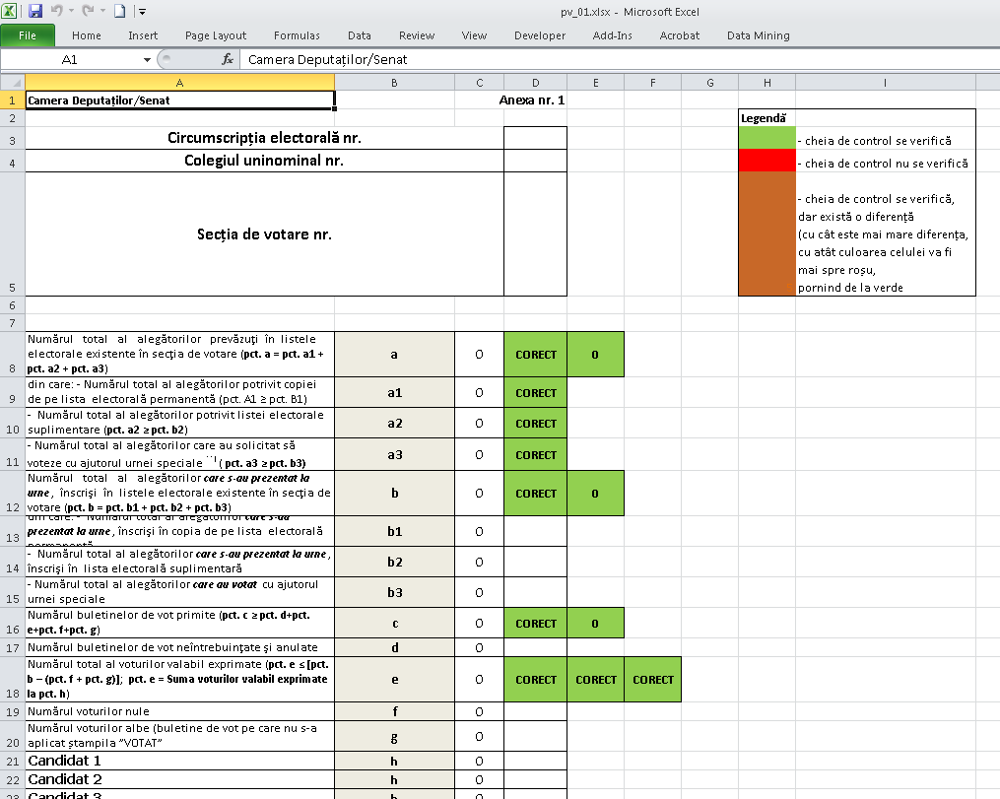 pv_01.xlsx - Microsoft Excel
File Home Insert Page Layout Formulas Data Review View Developer Add-Ins Acrobat Data Mining
A1 fx Camera Deputaților/Senat
A B C D E F G H I
1 Camera Deputaților/Senat Anexa nr. 1
2 Legendă
3 Circumscripția electorală nr. - cheia de control se verifică
4 Colegiul uninominal nr. - cheia de control nu se verifică
- cheia de control se verifică,
dar există o diferență
(cu cât este mai mare diferența,
Secția de votare nr.
cu atât culoarea celulei va fi
mai spre roșu,
5 pornind de la verde
6
7
Numărul total al alegătorilor prevăzuţi în listele
electorale existente în secţia de votare (pct. a = pct. a1 + a 0 CORECT 0
8 pct. a2 + pct. a3)
din care: - Numărul total al alegătorilor potrivit copiei
9 de pe lista electorală permanentă (pct. A1 ≥ pct. B1) a1 0 CORECT
- Numărul total al alegătorilor potrivit listei electorale
10 suplimentare (pct. a2 ≥ pct. b2) a2 0 CORECT
- Numărul total al alegătorilor care au solicitat să
11 voteze cu ajutorul urnei speciale ( pct. a3 ≥ pct. b3) a3 0 CORECT
Numărul total al alegătorilor care s-au prezentat la
urne, înscrişi în listele electorale existente în secţia de b 0 CORECT 0
12 votare (pct. b = pct. b1 + pct. b2 + pct. b3)
din care: - Numărul total al alegătorilor care s-au
prezentat la urne, înscrişi în copia de pe lista electorală b1 0
13 permanentă
- Numărul total al alegătorilor care s-au prezentat la urne,
14 înscrişi în lista electorală suplimentară b2 0
- Numărul total al alegătorilor care au votat cu ajutorul
15 urnei speciale b3 0
Numărul buletinelor de vot primite (pct. c ≥ pct. d+pct.
16 e+pct. f+pct. g) c 0 CORECT 0
17 Numărul buletinelor de vot neîntrebuinţate şi anulate d 0
Numărul total al voturilor valabil exprimate (pct. e ≤ [pct.
b – (pct. f + pct. g)]; pct. e = Suma voturilor valabil exprimate e 0 CORECT CORECT CORECT
18 la pct. h)
19 Numărul voturilor nule f 0
Numărul voturilor albe (buletine de vot pe care nu s-a
20 aplicat ștampila ”VOTAT” g 0
21 Candidat 1 h 0
22 Candidat 2 h 0
23 Candidat 3 h 0